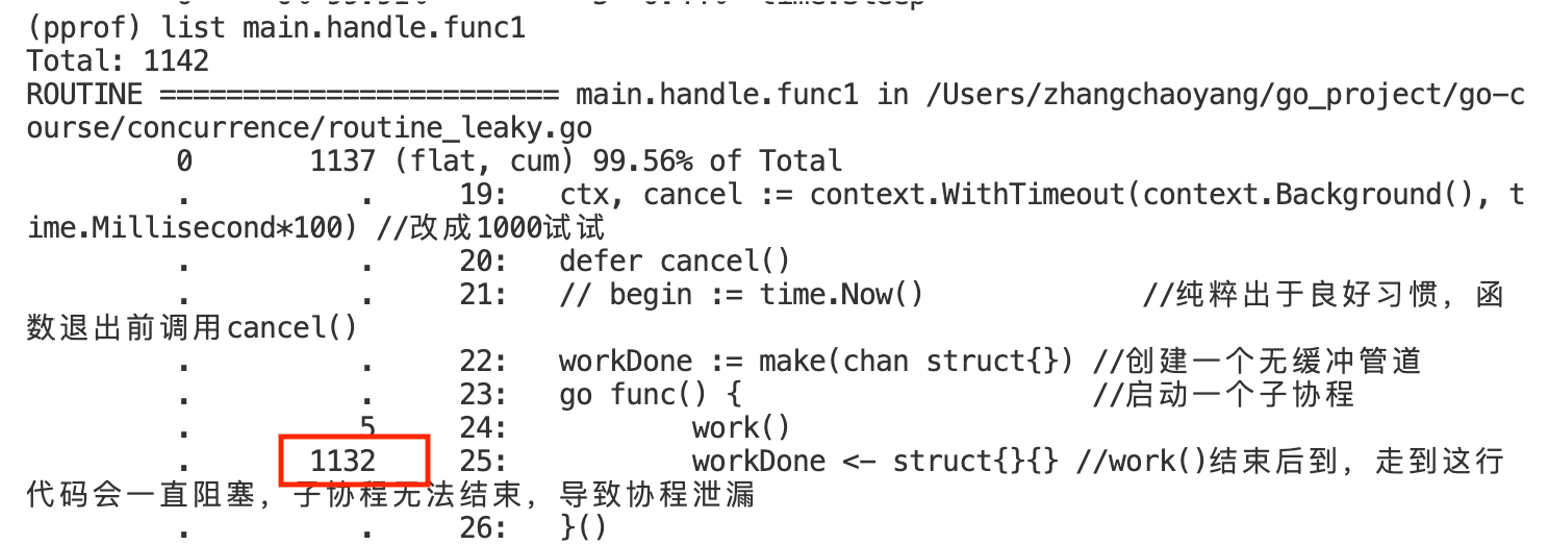 (pprof) list main.handle.func1
Total: 1142
ROUTINE ======================== main.handle.func1 in /Users/zhangchaoyang/go_project/go-c
ourse/concurrence/routine_leaky.go
         0       1137 (flat, cum) 99.56% of Total
         .          .     19:   ctx, cancel := context.WithTimeout(context.Background(), t
ime.Millisecond*100) //改成1000试试
         .          .     20:   defer cancel()
         .          .     21:   // begin := time.Now()             //纯粹出于良好习惯，函
数退出前调用cancel()
         .          .     22:   workDone := make(chan struct{}) //创建一个无缓冲管道
         .          .     23:   go func() {                     //启动一个子协程
         .          5     24:           work()
         .       1132     25:           workDone <- struct{}{} //work()结束后到，走到这行
代码会一直阻塞，子协程无法结束，导致协程泄漏
         .          .     26:   }()